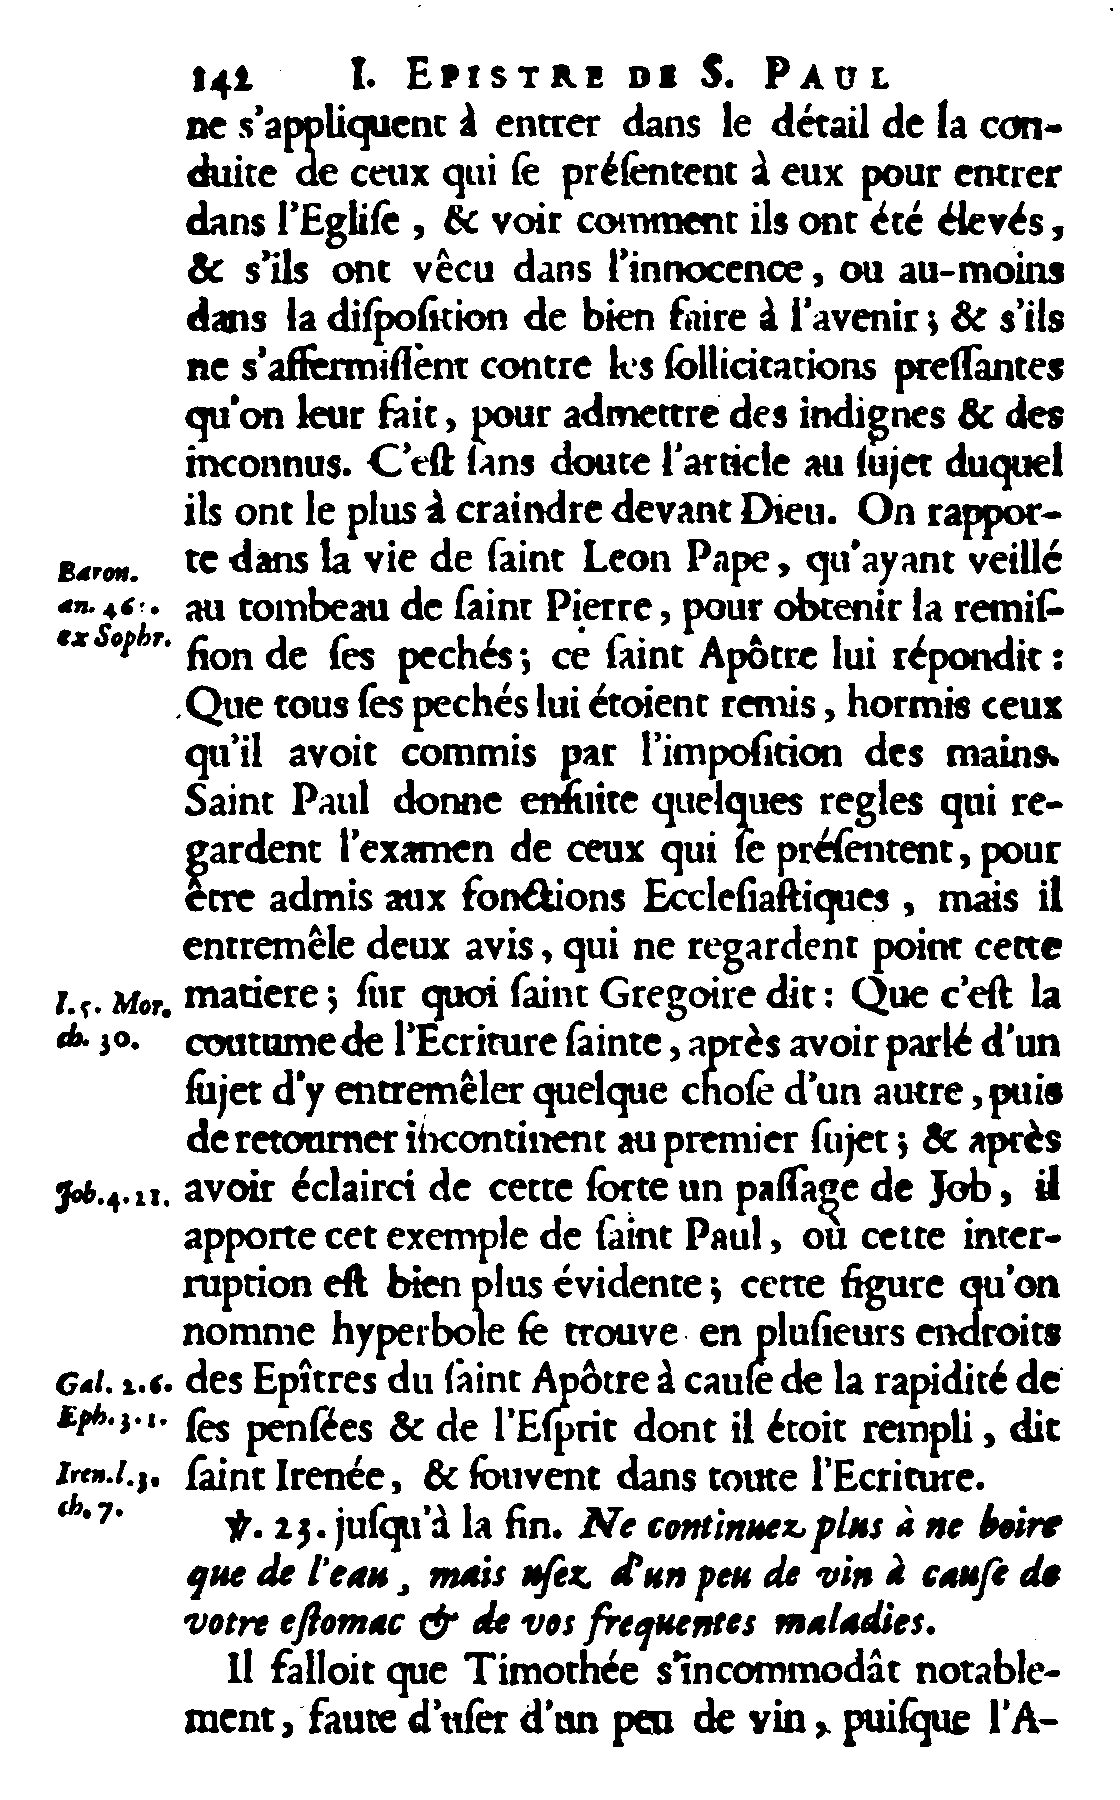 142 I. EPISTRE DE S. PAUL
ne s'appliquent à entrer dans le détail de la con-
duite de ceux qui ſe préſentent à eux pour entrer
dans l'Egliſe, & voir comment ils ont été élevés,
& s'ils ont vêcu dans l'innocence, ou au-moins
dans la diſpoſition de bien faire à l'avenir; & s'ils
ne s'affermiſſent contre les ſollicitations preſſantes
qu'on leur fait, pour admettre des indignes & des
inconnus. C'eſt ſans doute l'article au ſujet duquel
ils ont le plus à craindre devant Dieu. On rappor-
te dans la vie de ſaint Leon Pape, qu'ayant veillé
Baron.
au tombeau de ſaint Pierre, pour obtenir la remiſ-
an.
ſion de ſes pechés; ce ſaint Apôtre lui répondit:
ex Sophr.
Que tous ſes pechés lui étoient remis, hormis ceux
qu'il avoit commis par l'impoſition des mains.
Saint Paul donne enſuite quelques regles qui re-
gardent l'examen de ceux qui ſe préſentent, pour
être admis aux fonctions Eccleſiaſtiques, mais il
entremêle deux avis, qui ne regardent point cette
matiere; ſur quoi ſaint Gregoire dit: Que c'eſt la
l. 5. Mor.
coutume de l'Ecriture ſainte, après avoir parlé d'un
ch. 30.
ſujet d'y entremêler quelque choſe d'un autre, puis
de retourner incontinent au premier ſujet; & après
avoir éclairci de cette ſorte un paſſage de Job, il
Job. 4. 11.
apporte cet exemple de ſaint Paul, où cette inter-
ruption eſt bien plus évidente; cette figure qu'on
nomme hyperbole ſe trouve en pluſieurs endroits
des Epîtres du ſaint Apôtre à cauſe de la rapidité de
Gal. 2. 6.
ſes penſées & de l'Eſprit dont il étoit rempli, dit
Eph. 3. 1.
ſaint Irenée, & ſouvent dans toute l'Ecriture.
Iren. l. 3.
ch. 7.
℣. 23. juſqu'à la fin. Ne continuez plus à ne boire
que de l'eau, mais uſez d'un peu de vin à cauſe de
votre eſtomac & de vos frequentes maladies.
Il falloit que Timothée s'incommodât notable-
ment, faute d'uſer d'un peu de vin, puiſque l'A-